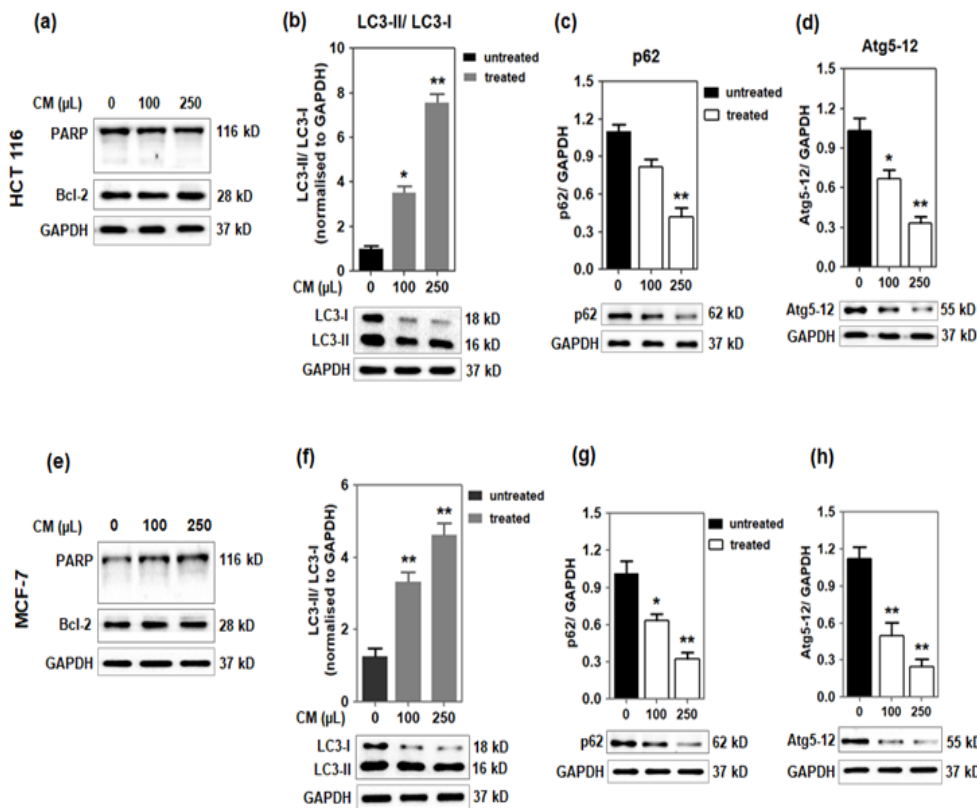 (a)
HCT 116
CM (µL) 0 100 250
PARP 116 kD
Bcl-2 28 kD
GAPDH 37 kD
(b)
LC3-II/ LC3-I
LC3-II/ LC3-I
(normalised to GAPDH)
10
8
6
4
2
0
*
**
untreated
treated
CM (µL) 0 100 250
LC3-I 18 kD
LC3-II 16 kD
GAPDH 37 kD
(c)
p62
p62/ GAPDH
1.5
1.2
0.9
0.6
0.3
0.0
**
untreated
treated
0 100 250
p62 62 kD
GAPDH 37 kD
(d)
Atg5-12
Atg5-12/ GAPDH
1.5
1.2
0.9
0.6
0.3
0.0
*
**
0 100 250
Atg5-12 55 kD
GAPDH 37 kD
(e)
MCF-7
CM (µL) 0 100 250
PARP 116 kD
Bcl-2 28 kD
GAPDH 37 kD
(f)
LC3-II/ LC3-I
(normalised to GAPDH)
6
4
2
0
**
**
untreated
treated
0 100 250
CM (µL)
LC3-I 18 kD
LC3-II 16 kD
GAPDH 37 kD
(g)
p62/ GAPDH
1.5
1.2
0.9
0.6
0.3
0.0
*
**
untreated
treated
0 100 250
p62 62 kD
GAPDH 37 kD
(h)
Atg5-12/ GAPDH
1.5
1.2
0.9
0.6
0.3
0.0
**
**
0 100 250
Atg5-12 55 kD
GAPDH 37 kD